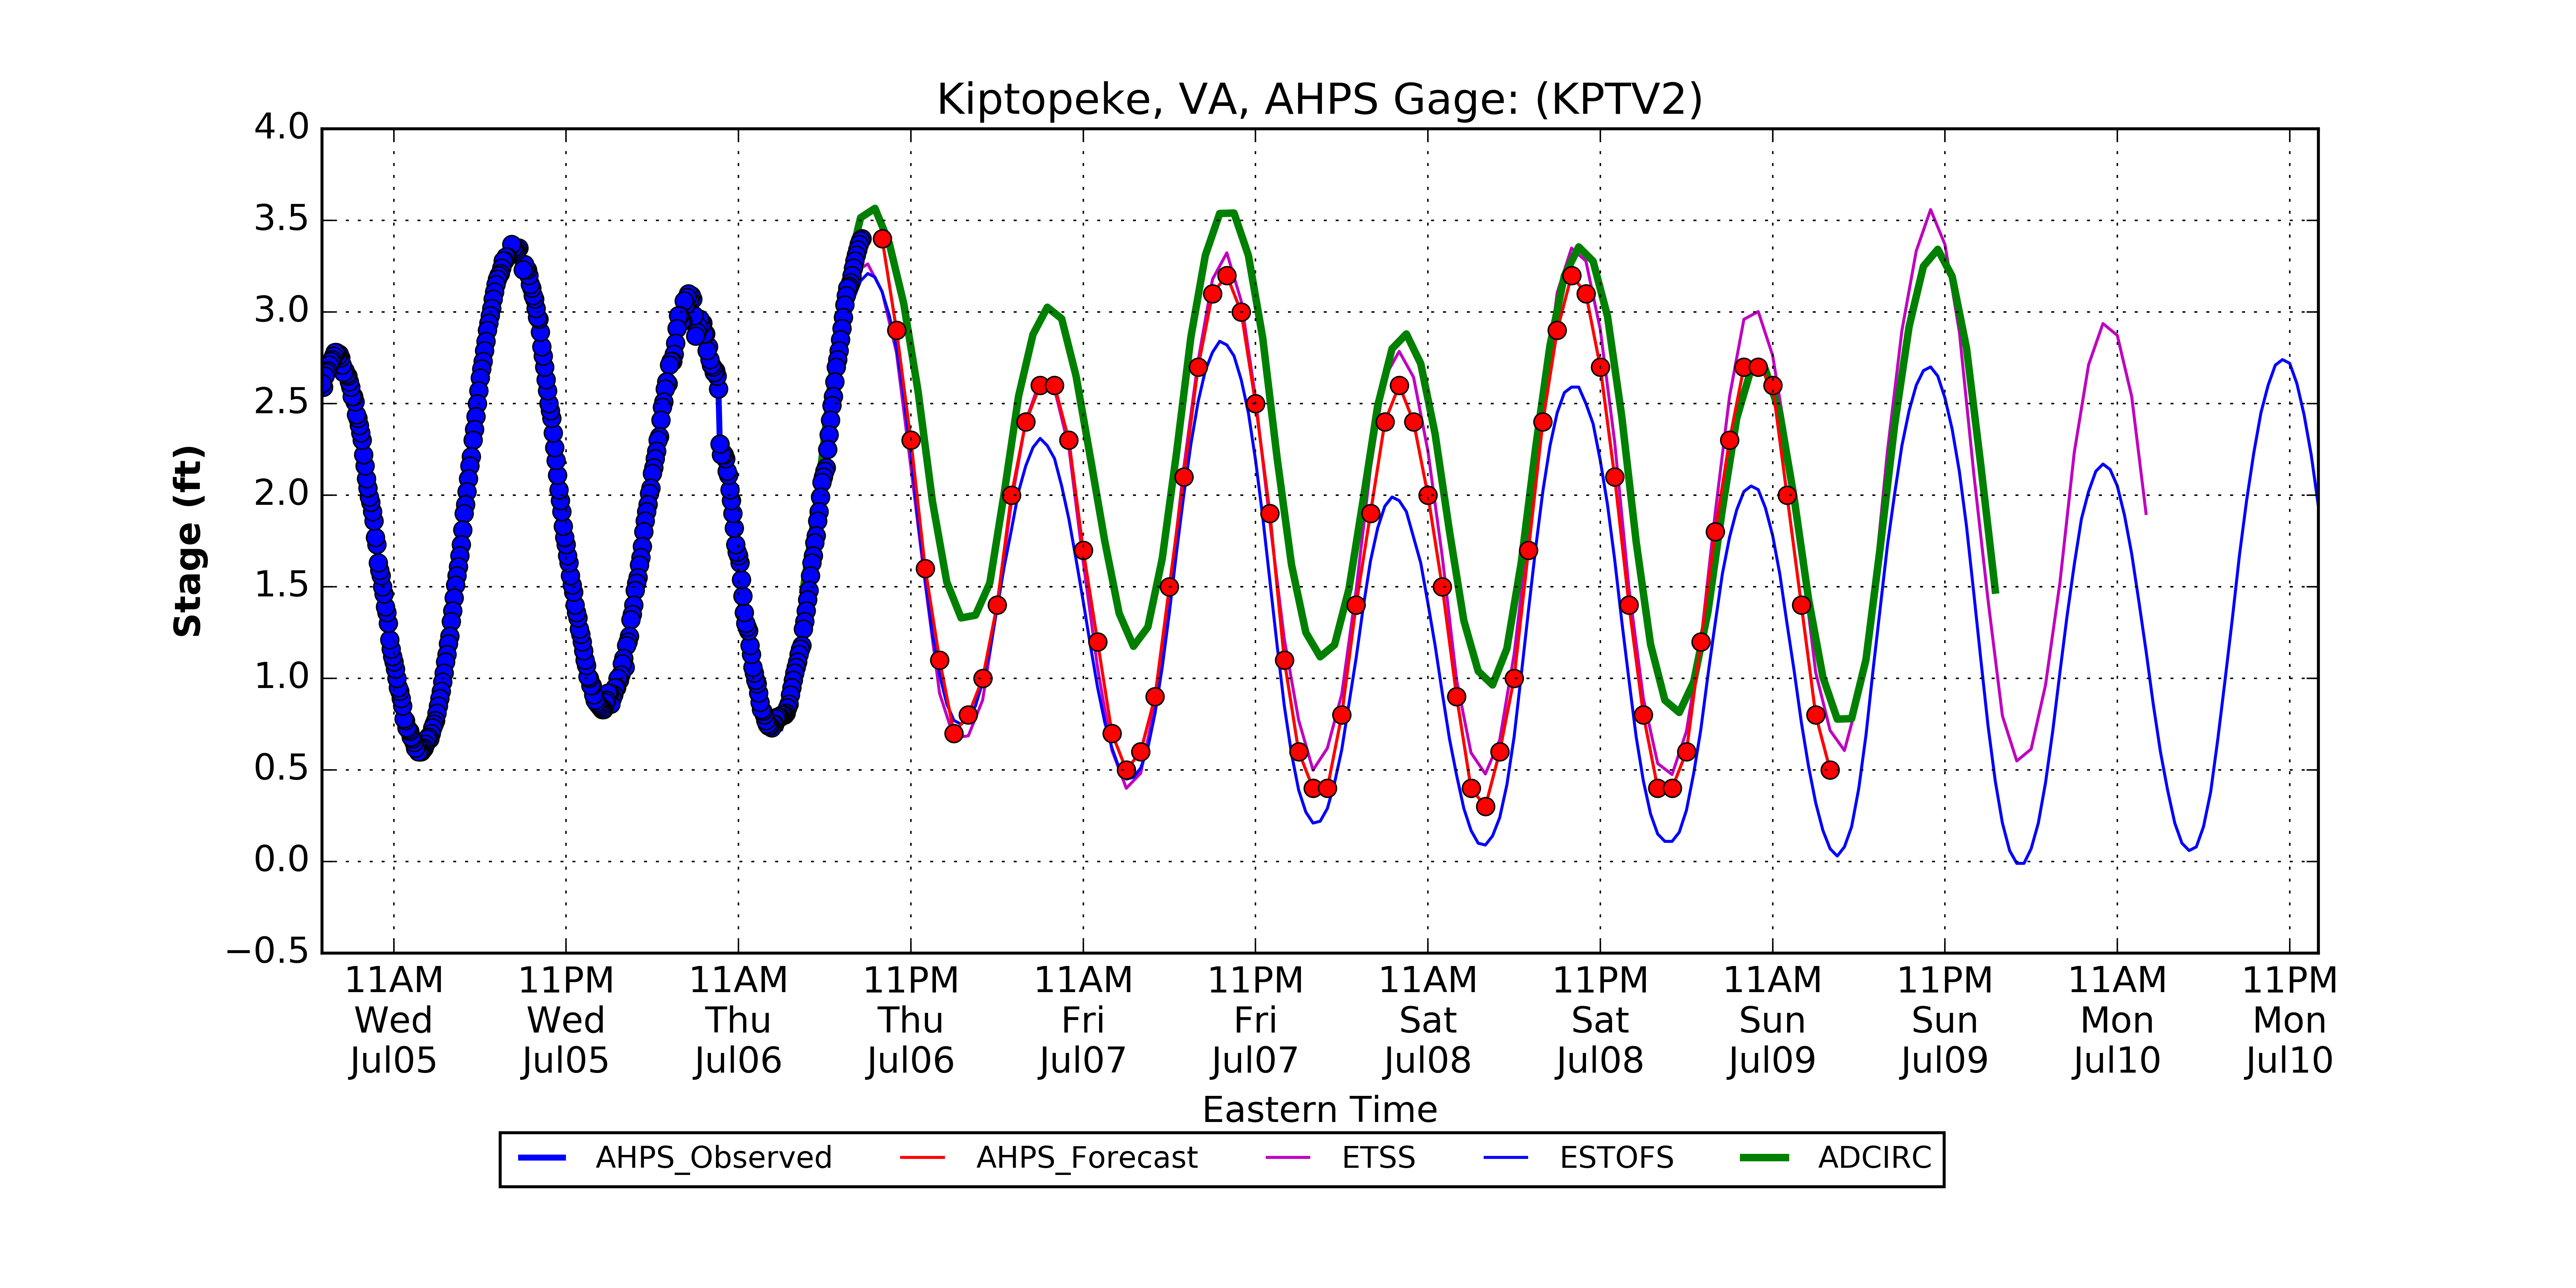 Kiptopeke, VA, AHPS Gage: (KPTV2)
4.0
3.5
3.0
2.5
2.0
1.5
1.0
0.5
0.0
−0.5
Stage (ft)
11AM 11PM 11AM 11PM 11AM 11PM 11AM 11PM 11AM 11PM 11AM 11PM
Wed Wed Thu Thu Fri Fri Sat Sat Sun Sun Mon Mon
Jul05 Jul05 Jul06 Jul06 Jul07 Jul07 Jul08 Jul08 Jul09 Jul09 Jul10 Jul10
Eastern Time
AHPS_Observed AHPS_Forecast ETSS ESTOFS ADCIRC